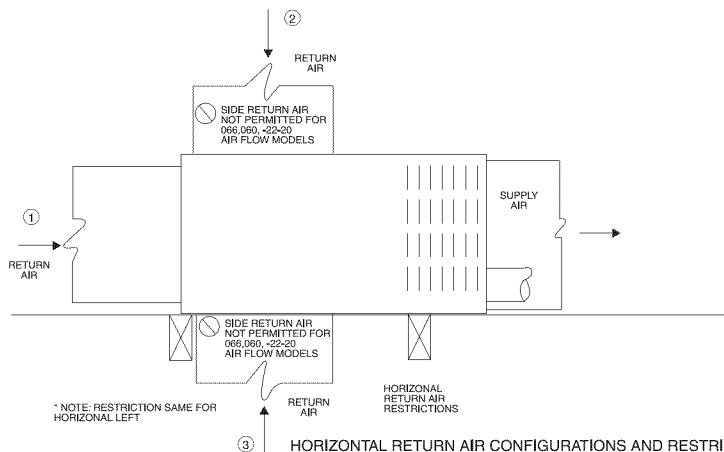 2
RETURN
AIR
SIDE RETURN AIR
NOT PERMITTED FOR
066,060, -22-20
AIR FLOW MODELS
1
RETURN
AIR
SUPPLY
AIR
SIDE RETURN AIR
NOT PERMITTED FOR
066,060, -22-20
AIR FLOW MODELS
* NOTE: RESTRICTION SAME FOR
HORIZONAL LEFT
RETURN
AIR
HORIZONAL
RETURN AIR
RESTRICTIONS
3
HORIZONTAL RETURN AIR CONFIGURATIONS AND RESTRI